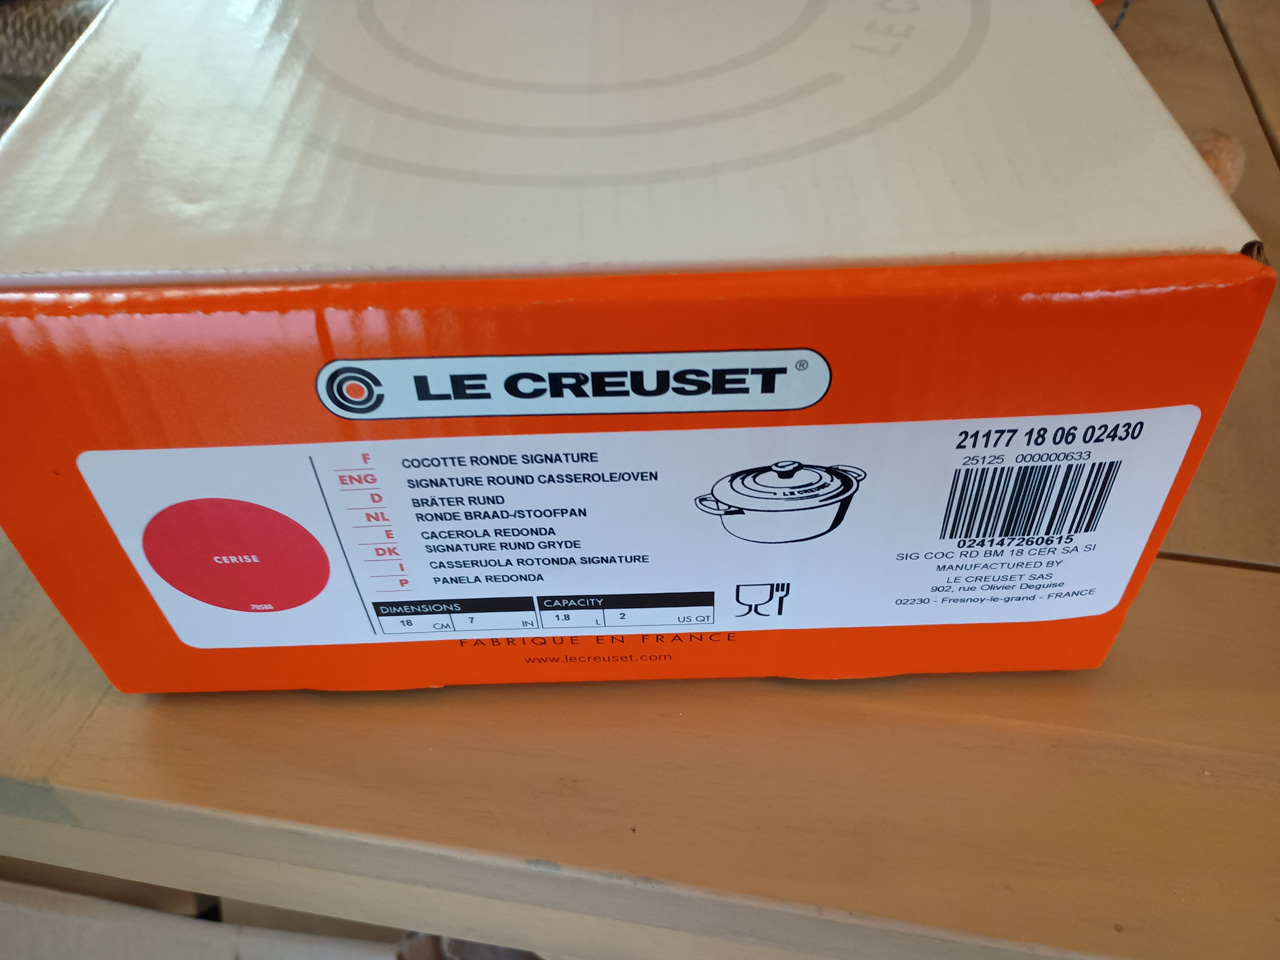 LE C
LE CREUSET®
21177 18 06 02430
25125 000000633
024147260615
SIG COC RD BM 18 CER SA SI
MANUFACTURED BY
LE CREUSET SAS
902, rue Olivier Deguise
02230 - Fresnoy-le-grand - FRANCE
CERISE
F COCOTTE RONDE SIGNATURE
ENG SIGNATURE ROUND CASSEROLE/OVEN
D BRÄTER RUND
NL RONDE BRAAD-/STOOFPAN
E CACEROLA REDONDA
DK SIGNATURE RUND GRYDE
I CASSERUOLA ROTONDA SIGNATURE
P PANELA REDONDA
LE CREUSET
DIMENSIONS
18 CM 7 IN
CAPACITY
1.8 L 2 US QT
FABRIQUE EN FRANCE
www.lecreuset.com